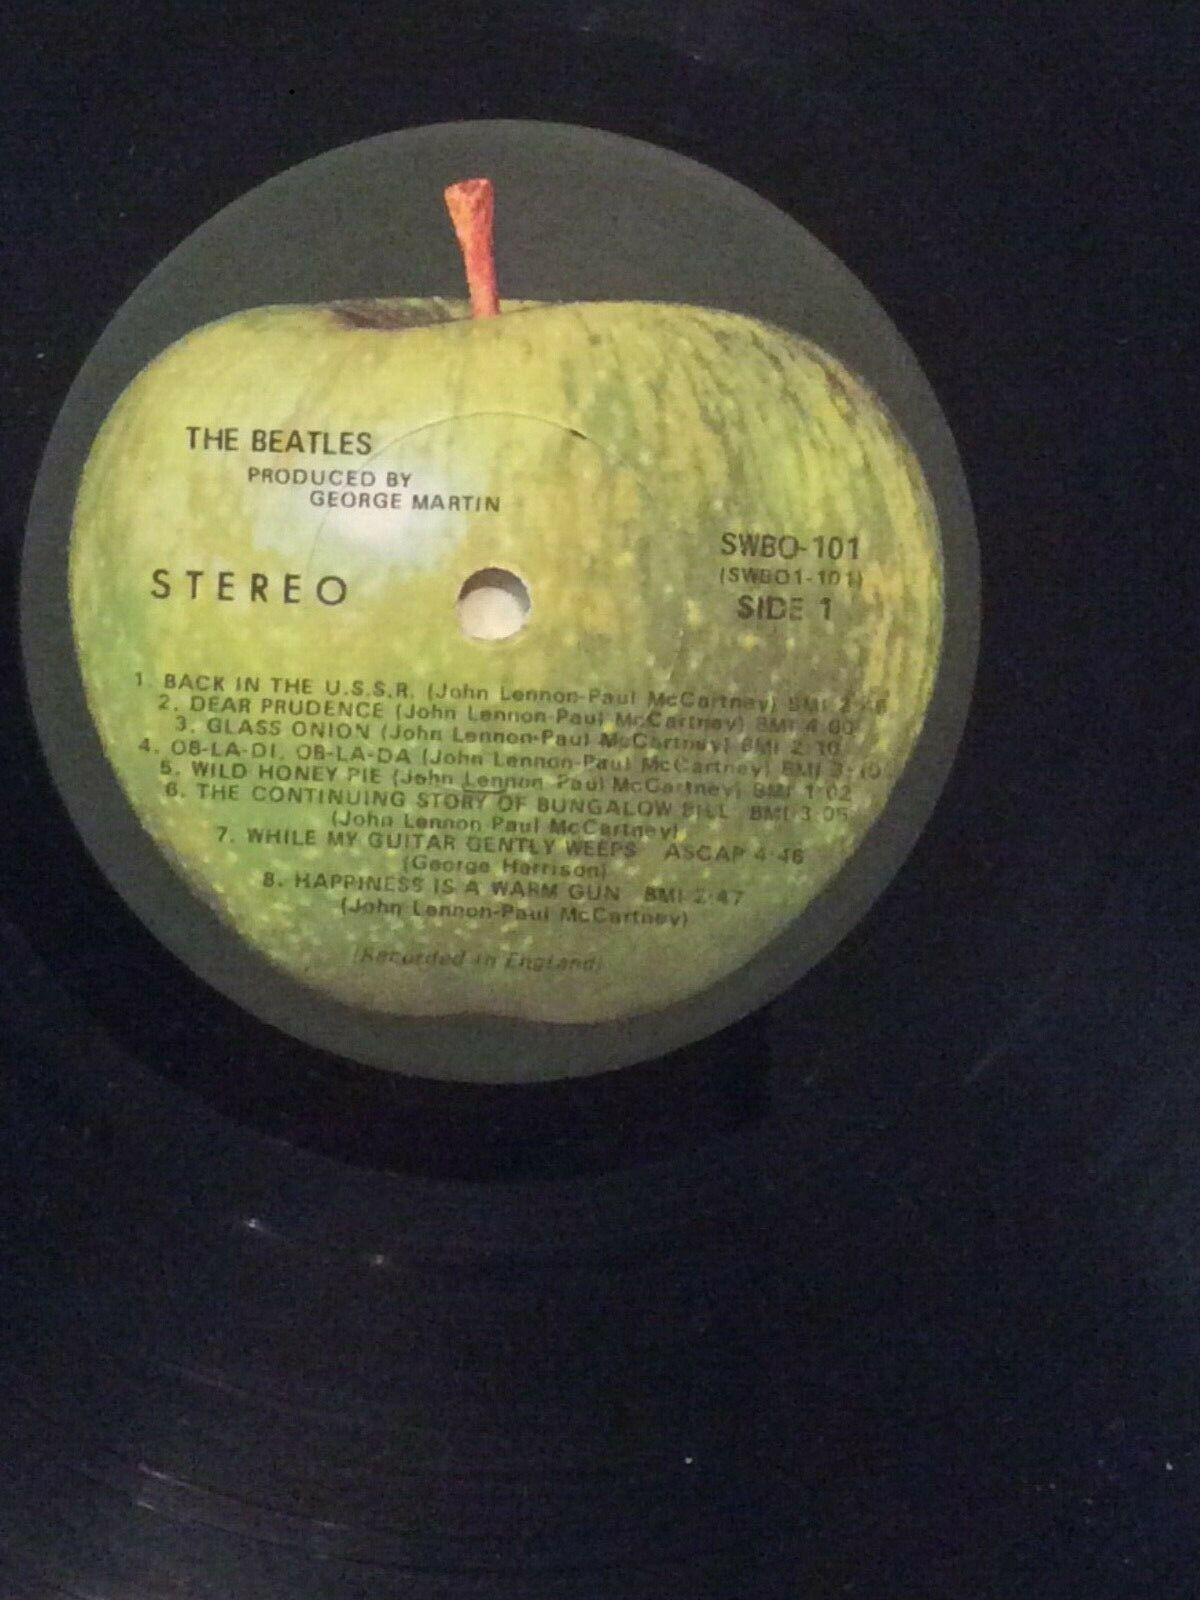 THE BEATLES
PRODUCED BY
GEORGE MARTIN
STEREO
SWBO-101
(SWBO1-101)
SIDE 1
1. BACK IN THE U.S.S.R. (John Lennon-Paul McCartney) BMI
2. DEAR PRUDENCE (John Lennon-Paul McCartney) BMI 4:00
3. GLASS ONION (John Lennon-Paul McCartney) BMI 2:10
4. OB-LA-DI, OB-LA-DA (John Lennon-Paul McCartney) BMI 3:10
5. WILD HONEY PIE (John Lennon-Paul McCartney) BMI 1:02
6. THE CONTINUING STORY OF BUNGALOW BILL BMI 3:05
(John Lennon-Paul McCartney)
7. WHILE MY GUITAR GENTLY WEEPS ASCAP 4:46
(George Harrison)
8. HAPPINESS IS A WARM GUN BMI 2:47
(John Lennon-Paul McCartney)
(Recorded in England)